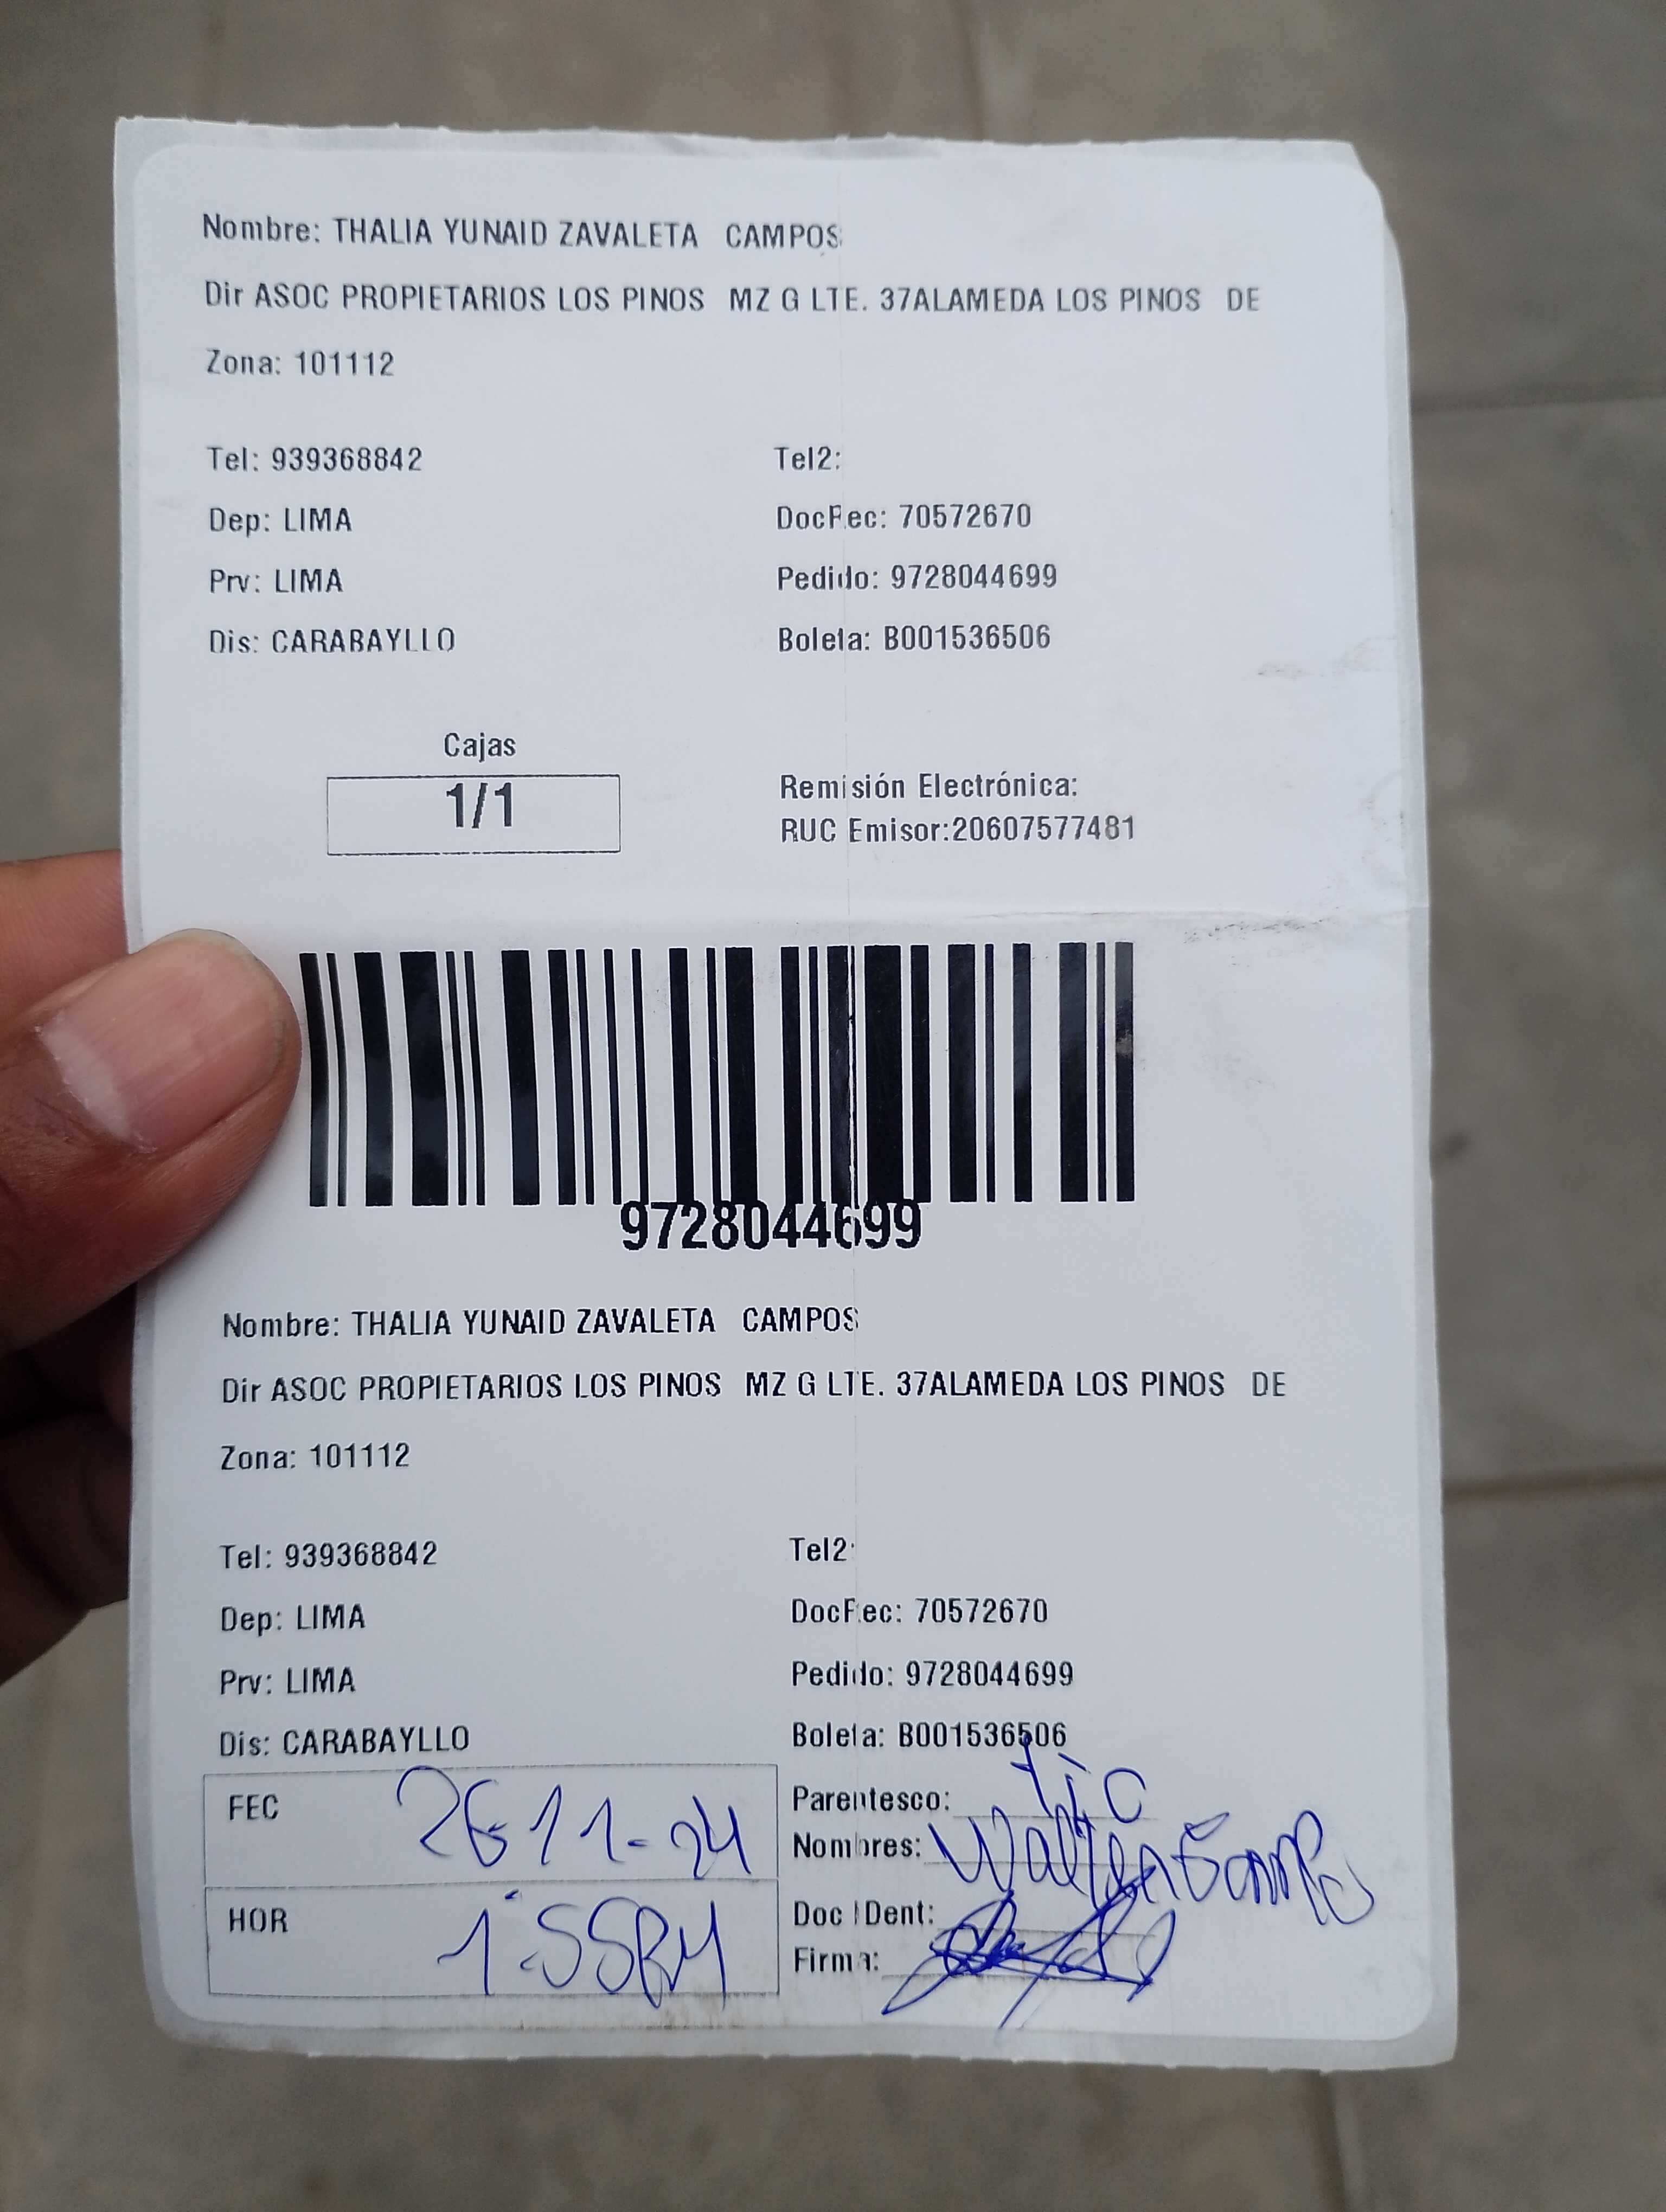 Nombre: THALIA YUNAID ZAVALETA CAMPOS
Dir ASOC PROPIETARIOS LOS PINOS MZ G LTE. 37ALAMEDA LOS PINOS DE
Zona: 101112
Tel: 939368842 Tel2:
Dep: LIMA DocRec: 70572670
Prv: LIMA Pedido: 9728044699
Dis: CARABAYLLO Boleta: B001536506
Cajas
1/1
Remisión Electrónica:
RUC Emisor:20607577481
9728044699
Nombre: THALIA YUNAID ZAVALETA CAMPOS
Dir ASOC PROPIETARIOS LOS PINOS MZ G LTE. 37ALAMEDA LOS PINOS DE
Zona: 101112
Tel: 939368842 Tel2:
Dep: LIMA DocRec: 70572670
Prv: LIMA Pedido: 9728044699
Dis: CARABAYLLO Boleta: B001536506
FEC 26-11-24
Parentesco: tio
Nombres: Walter
HOR
Doc IDent:
Firma: